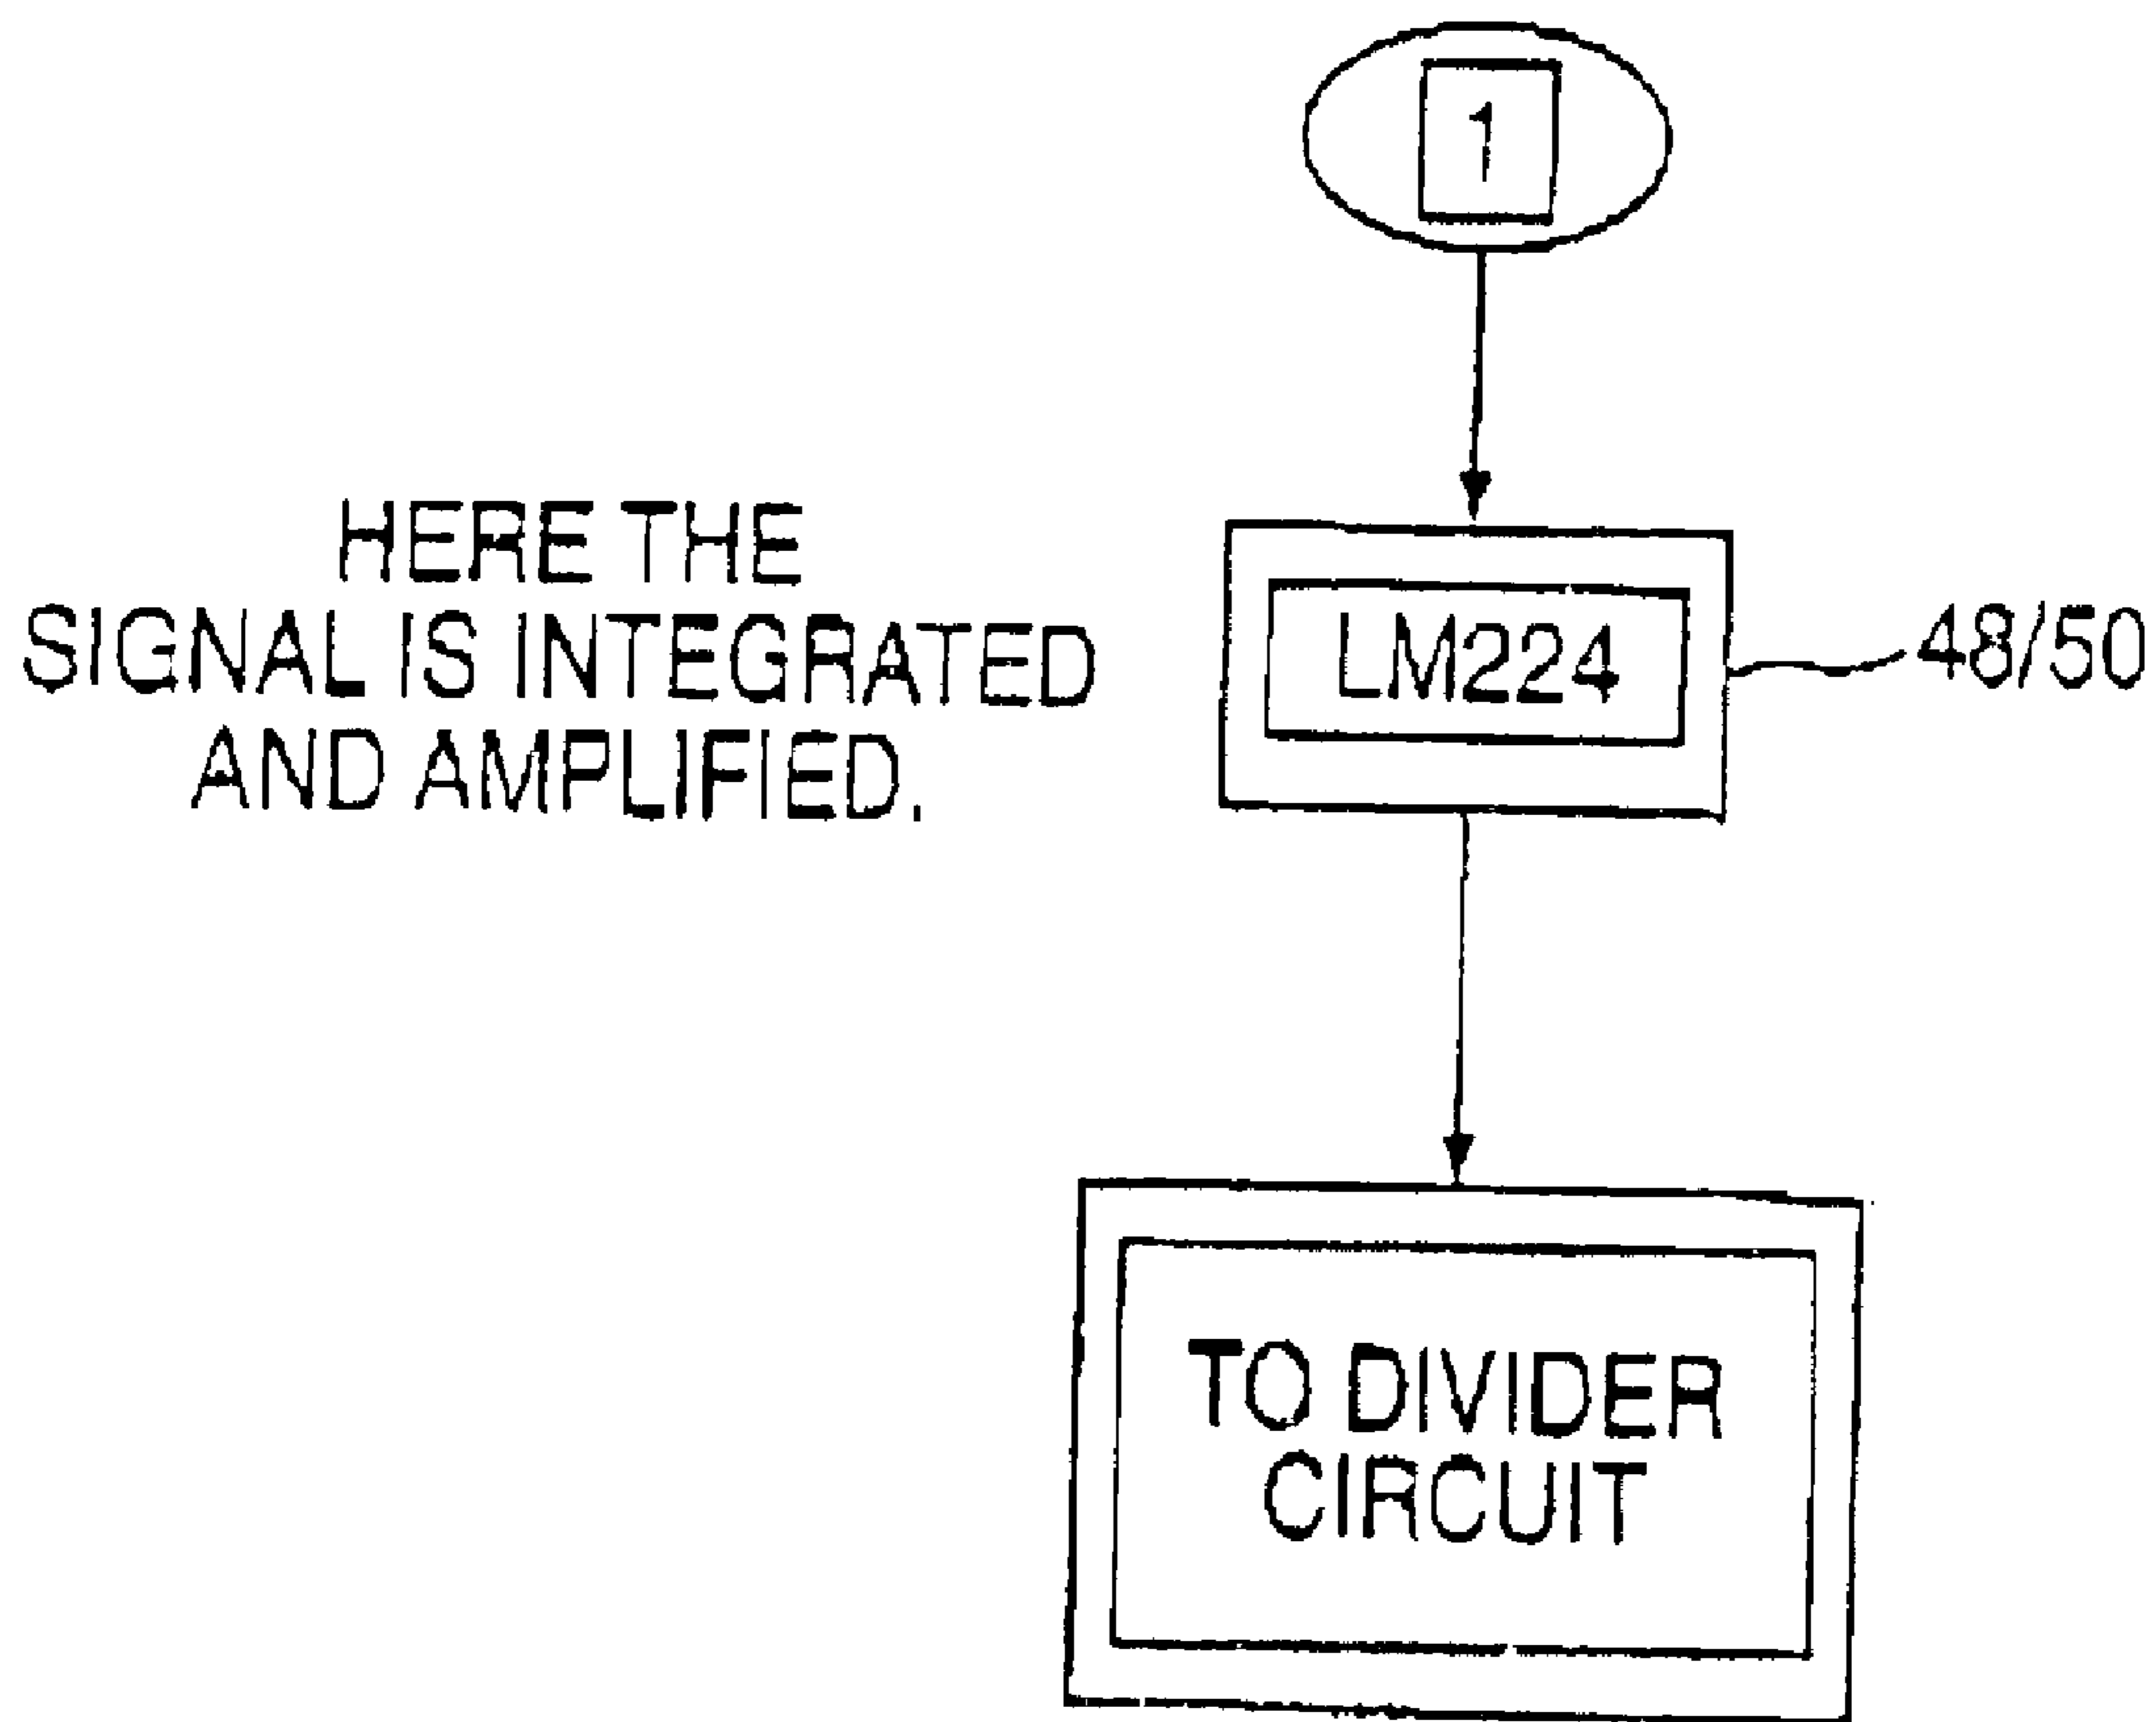 1
HERE THE
SIGNAL IS INTEGRATED
AND AMPLIFIED.
LM224
48/50
TO DIVIDER
CIRCUIT